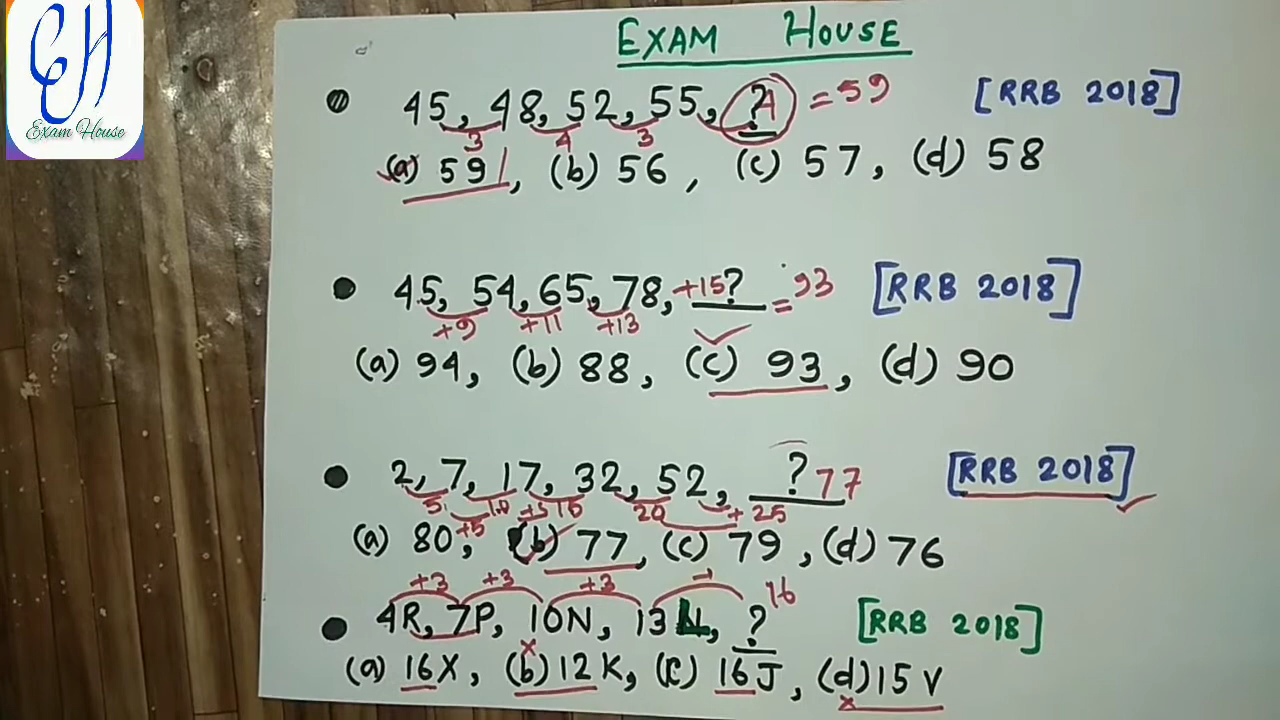 EH
Exam House
EXAM HOUSE
45, 48, 52, 55, ? 4 = 59 [RRB 2018]
3 4 3
(a) 59, (b) 56, (c) 57, (d) 58
45, 54, 65, 78, +15 ? = 93 [RRB 2018]
+9 +11 +13
(a) 94, (b) 88, (c) 93, (d) 90
2, 7, 17, 32, 52, ? 77 [RRB 2018]
5 10 +5 15 20 + 25
+5
(a) 80, (b) 77, (c) 79, (d) 76
+3 +3 +3
4R, 7P, 10N, 13L, ? 16 [RRB 2018]
(a) 16X, (b) 12K, (c) 16J, (d) 15V